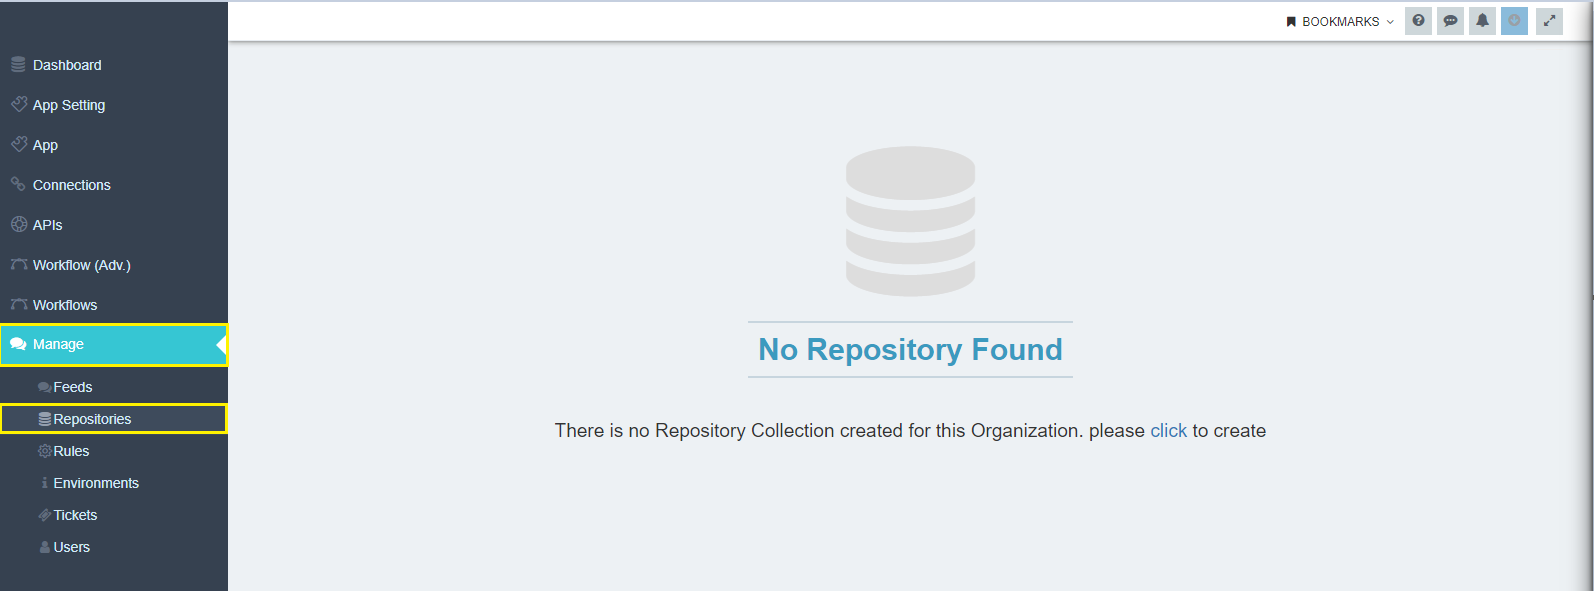 BOOKMARKS
Dashboard
App Setting
App
Connections
APIs
Workflow (Adv.)
Workflows
Manage
Feeds
Repositories
Rules
Environments
Tickets
Users
No Repository Found
There is no Repository Collection created for this Organization. please click to create